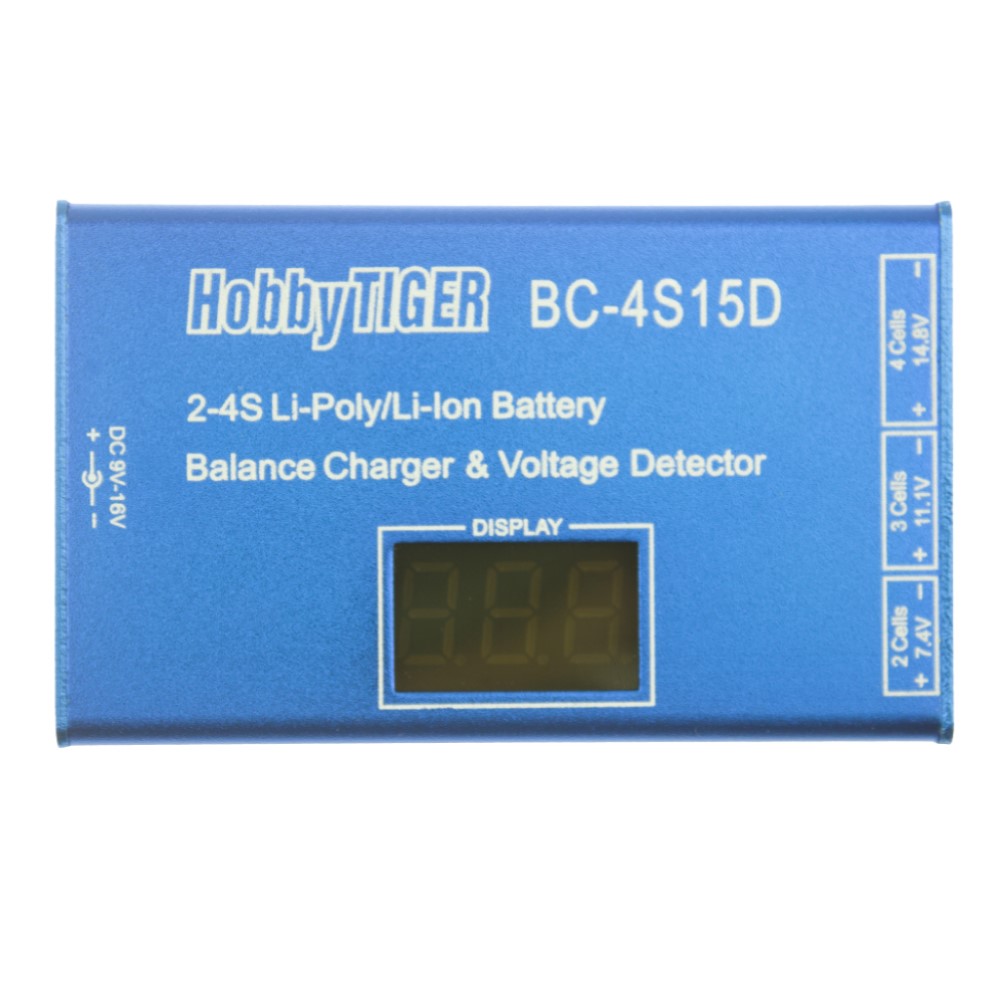 HobbyTIGER BC-4S15D
2-4S Li-Poly/Li-Ion Battery
Balance Charger & Voltage Detector
DISPLAY
DC 9V-16V
+ -
4 Cells
+ 14.8V -
3 Cells
+ 11.1V -
2 Cells
+ 7.4V -